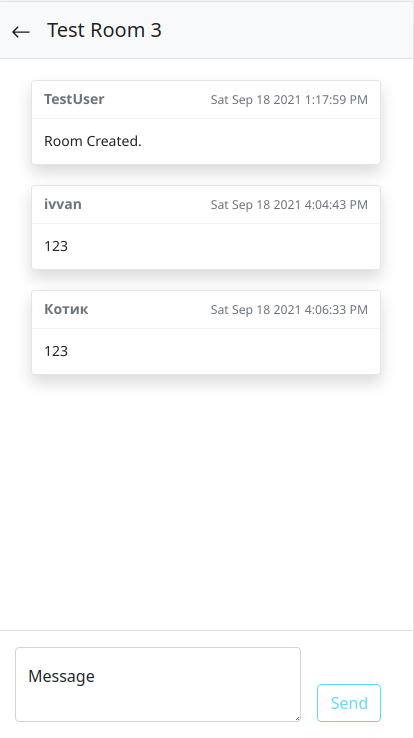 ← Test Room 3
TestUser Sat Sep 18 2021 1:17:59 PM
Room Created.
ivvan Sat Sep 18 2021 4:04:43 PM
123
Котик Sat Sep 18 2021 4:06:33 PM
123
Message
Send